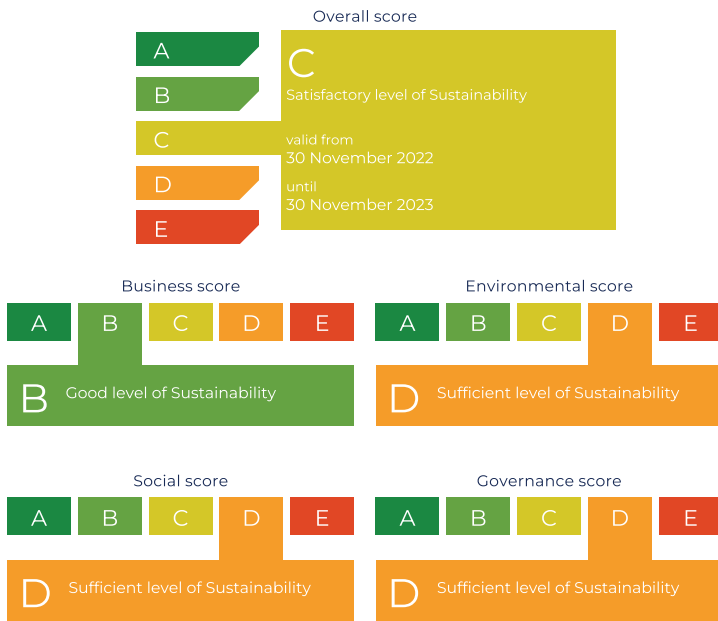 Overall score
A
B
C
D
E
C
Satisfactory level of Sustainability
valid from
30 November 2022
until
30 November 2023
Business score
A B C D E
B Good level of Sustainability
Environmental score
A B C D E
D Sufficient level of Sustainability
Social score
A B C D E
D Sufficient level of Sustainability
Governance score
A B C D E
D Sufficient level of Sustainability